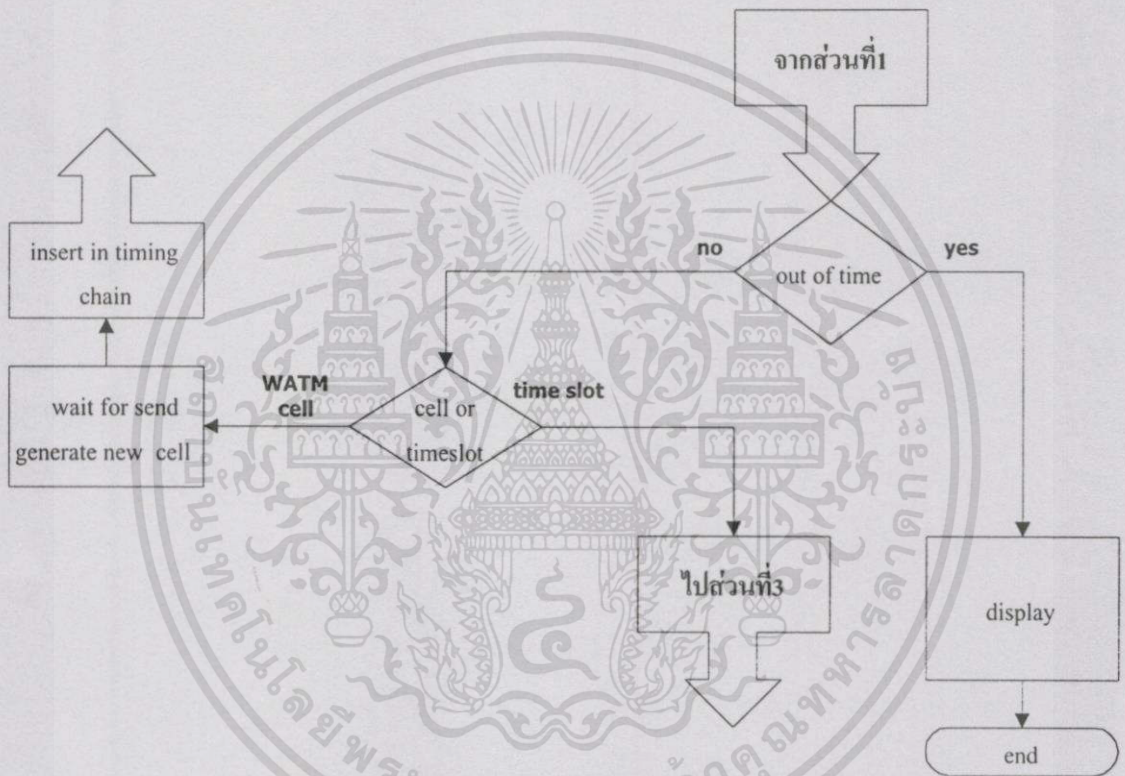 จากส่วนที่1
out of time
no
yes
insert in timing
chain
wait for send
generate new cell
WATM
cell
cell or
timeslot
time slot
ไปส่วนที่3
display
end